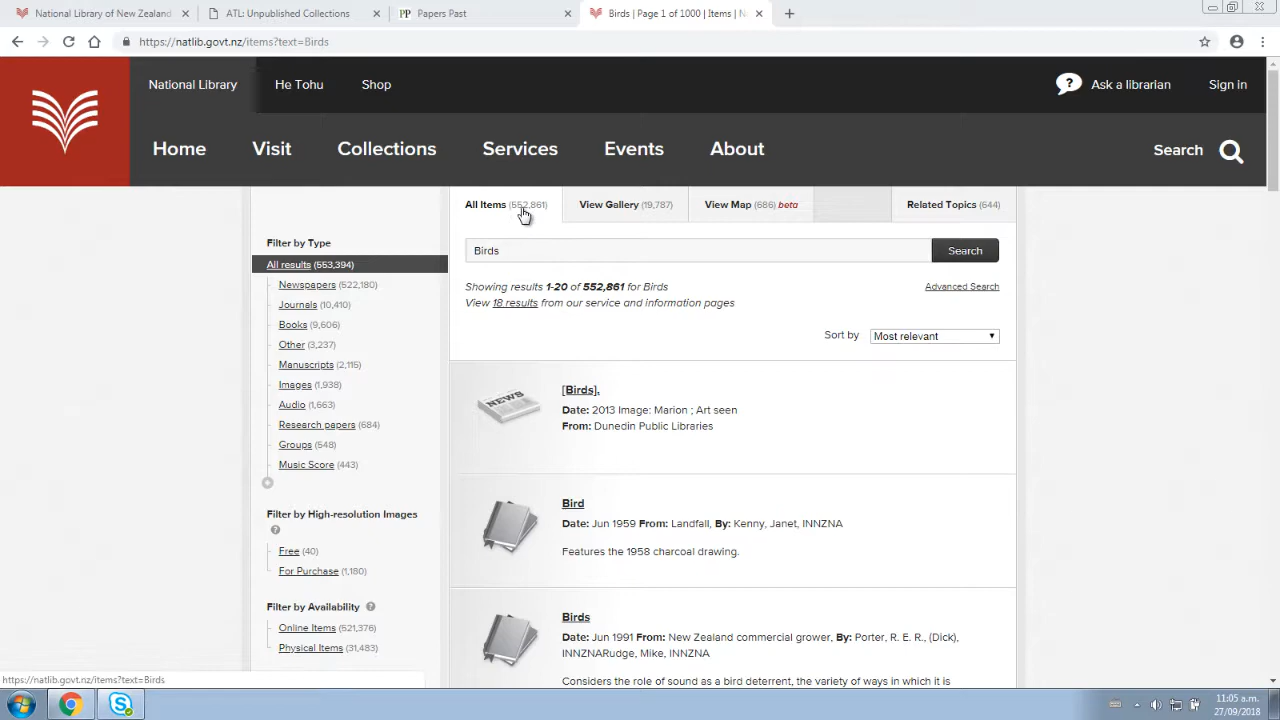 National Library of New Zealand
ATL: Unpublished Collections
PP Papers Past
Birds | Page 1 of 1000 | Items | N
https://natlib.govt.nz/items?text=Birds
National Library
He Tohu
Shop
? Ask a librarian
Sign in
Home
Visit
Collections
Services
Events
About
Search
All Items (552,861)
View Gallery (19,787)
View Map (686) beta
Related Topics (644)
Filter by Type
All results (553,394)
Newspapers (522,180)
Journals (10,410)
Books (9,606)
Other (3,237)
Manuscripts (2,115)
Images (1,938)
Audio (1,663)
Research papers (684)
Groups (548)
Music Score (443)
Filter by High-resolution Images
?
Free (40)
For Purchase (1,180)
Filter by Availability ?
Online Items (521,376)
Physical Items (31,483)
Birds
Search
Showing results 1-20 of 552,861 for Birds
Advanced Search
View 18 results from our service and information pages
Sort by
Most relevant
NEWS
[Birds].
Date: 2013 Image: Marion ; Art seen
From: Dunedin Public Libraries
Bird
Date: Jun 1959 From: Landfall, By: Kenny, Janet, INNZNA
Features the 1958 charcoal drawing.
Birds
Date: Jun 1991 From: New Zealand commercial grower, By: Porter, R. E. R., (Dick),
INNZNARudge, Mike, INNZNA
Considers the role of sound as a bird deterrent, the variety of ways in which it is
https://natlib.govt.nz/items?text=Birds
11:05 a.m.
27/09/2018